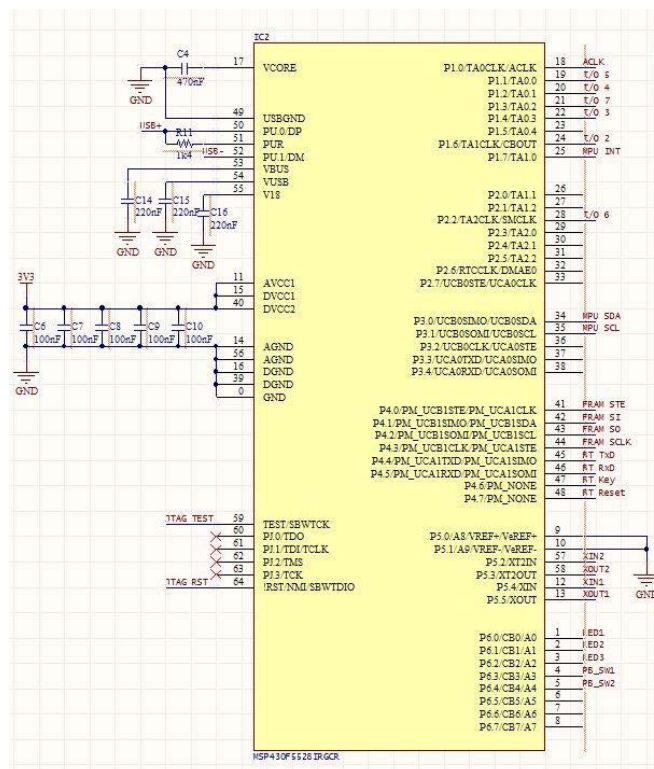 IC2
C4
470nF
GND
17 VCORE
49 USBGND
USB+ 50 PU.0/DP
R11 51 PUR
1k4
USB- 52 PU.1/DM
53 VBUS
54 VUSB
55 V18
C14 C15 C16
220nF 220nF 220nF
GND GND GND
3V3
11 AVCC1
15 DVCC1
40 DVCC2
C6 C7 C8 C9 C10
100nF 100nF 100nF 100nF 100nF
GND
14 AGND
56 AGND
16 DGND
39 DGND
0 GND
JTAG TEST 59 TEST/SBWTCK
60 PJ.0/TDO
61 PJ.1/TDI/TCLK
62 PJ.2/TMS
63 PJ.3/TCK
JTAG RST 64 !RST/NMI/SBWTDIO
P1.0/TA0CLK/ACLK 18 ACLK
P1.1/TA0.0 19 I/O 5
P1.2/TA0.1 20 I/O 4
P1.3/TA0.2 21 I/O 7
P1.4/TA0.3 22 I/O 3
P1.5/TA0.4 23
P1.6/TA1CLK/CBOUT 24 I/O 2
P1.7/TA1.0 25 MPU INT
P2.0/TA1.1 26
P2.1/TA1.2 27
P2.2/TA2CLK/SMCLK 28 I/O 6
P2.3/TA2.0 29
P2.4/TA2.1 30
P2.5/TA2.2 31
P2.6/RTCCLK/DMAE0 32
P2.7/UCB0STE/UCA0CLK 33
P3.0/UCB0SIMO/UCB0SDA 34 MPU SDA
P3.1/UCB0SOMI/UCB0SCL 35 MPU SCL
P3.2/UCB0CLK/UCA0STE 36
P3.3/UCA0TXD/UCA0SIMO 37
P3.4/UCA0RXD/UCA0SOMI 38
P4.0/PM_UCB1STE/PM_UCA1CLK 41 FRAM STE
P4.1/PM_UCB1SIMO/PM_UCB1SDA 42 FRAM SI
P4.2/PM_UCB1SOMI/PM_UCB1SCL 43 FRAM SO
P4.3/PM_UCB1CLK/PM_UCA1STE 44 FRAM SCLK
P4.4/PM_UCA1TXD/PM_UCA1SIMO 45 BT TxD
P4.5/PM_UCA1RXD/PM_UCA1SOMI 46 BT RxD
P4.6/PM_NONE 47 BT Key
P4.7/PM_NONE 48 BT Reset
P5.0/A8/VREF+/VeREF+ 9
P5.1/A9/VREF-/VeREF- 10
P5.2/XT2IN 57 XIN2
P5.3/XT2OUT 58 XOUT2
P5.4/XIN 12 XIN1
P5.5/XOUT 13 XOUT1
GND
P6.0/CB0/A0 1 LED1
P6.1/CB1/A1 2 LED2
P6.2/CB2/A2 3 LED3
P6.3/CB3/A3 4 PB_SW1
P6.4/CB4/A4 5 PB_SW2
P6.5/CB5/A5 6
P6.6/CB6/A6 7
P6.7/CB7/A7 8
MSP430F5528IRGCR